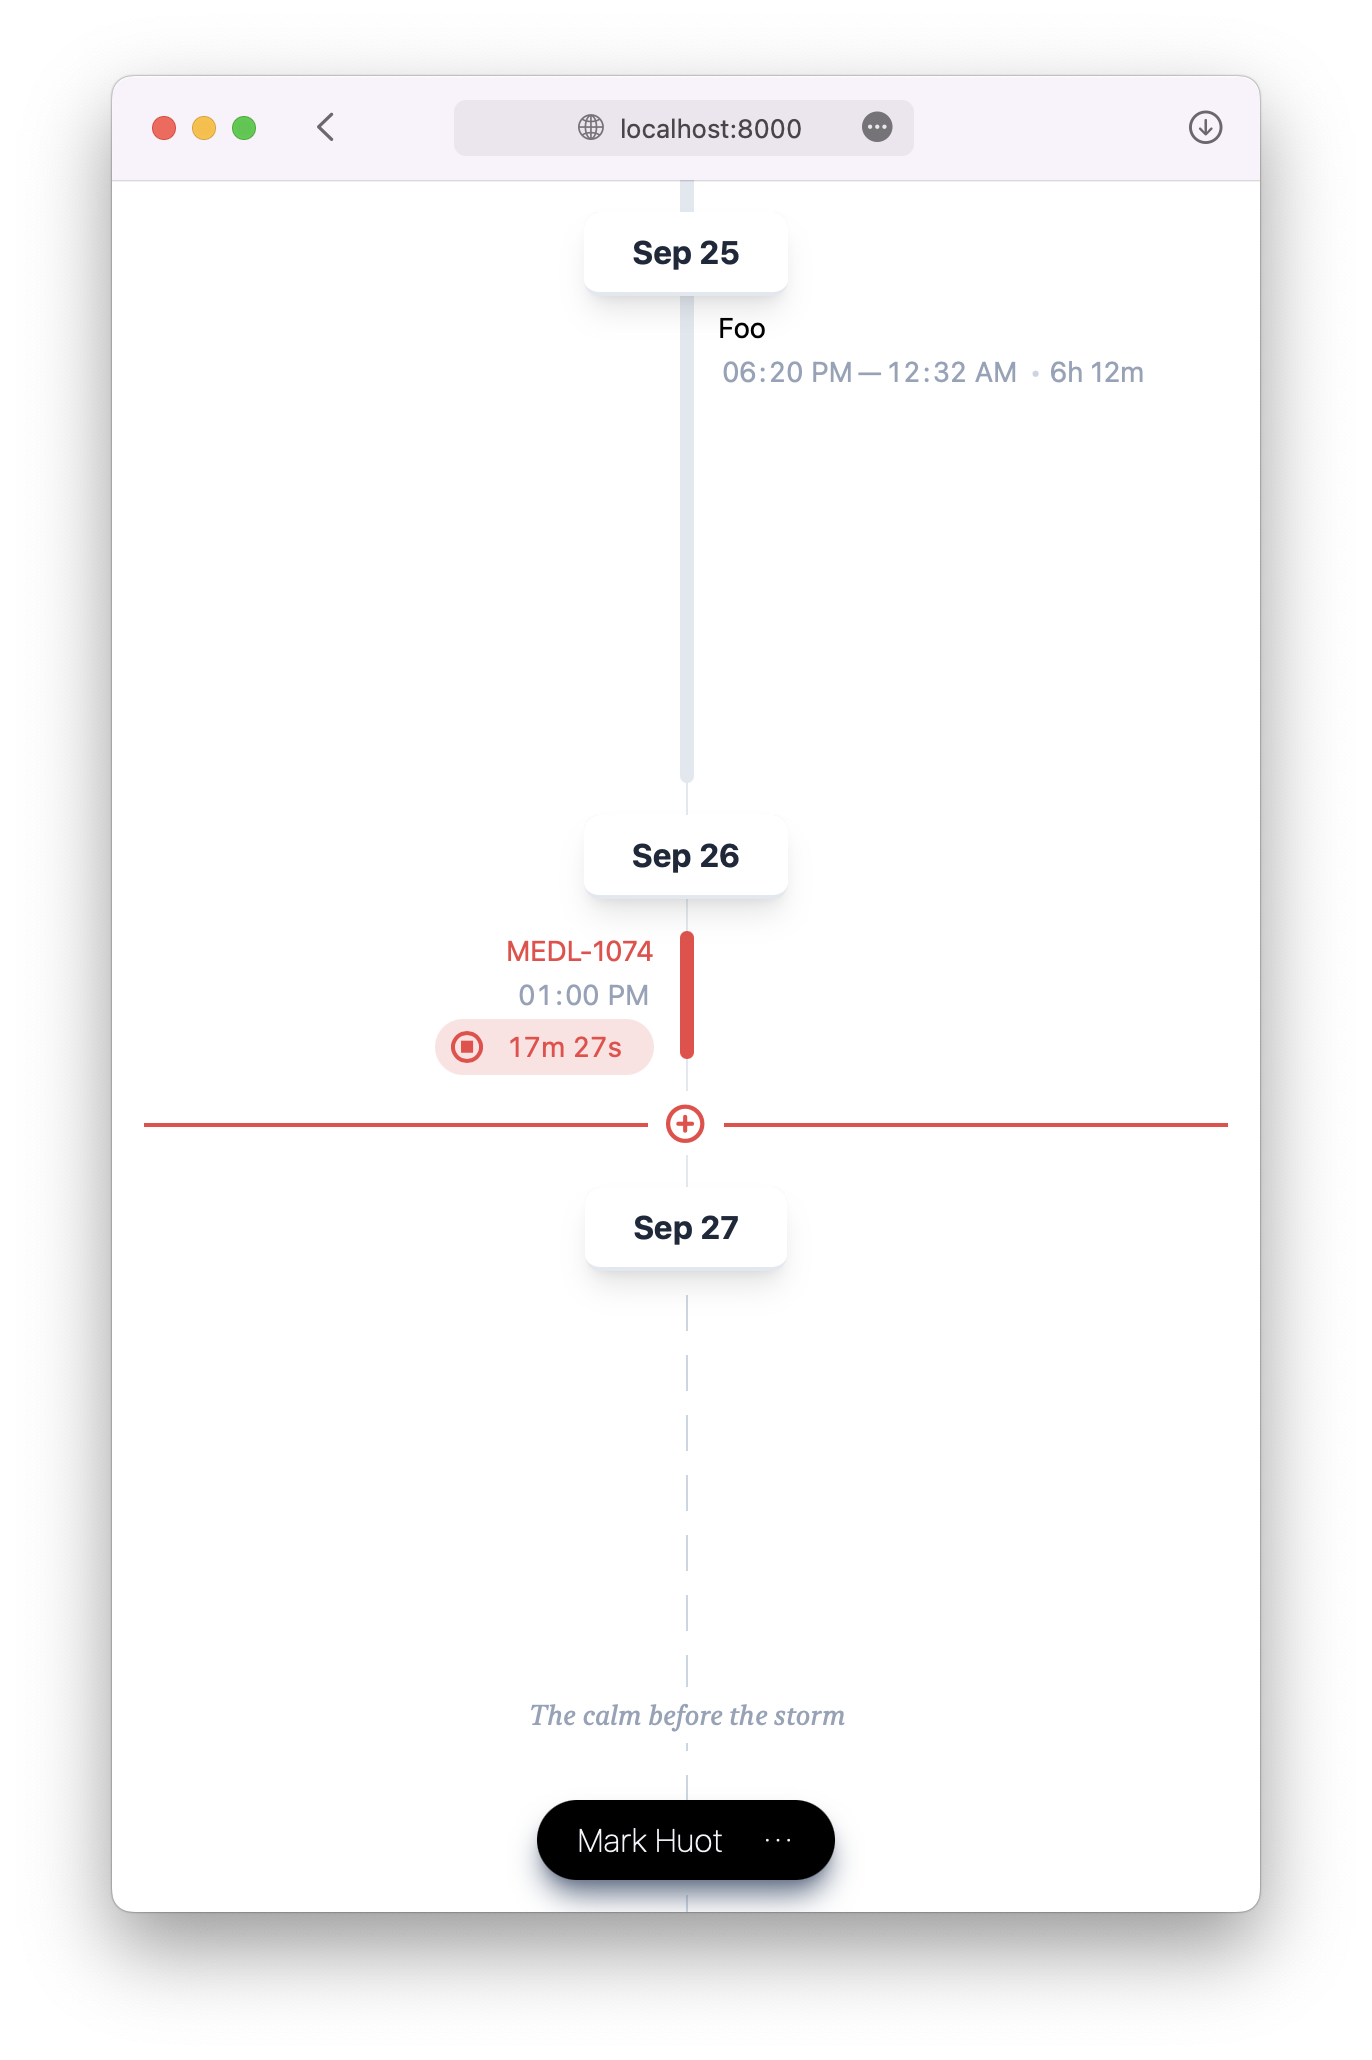 localhost:8000
Sep 25
Foo
06:20 PM — 12:32 AM • 6h 12m
Sep 26
MEDL-1074
01:00 PM
17m 27s
Sep 27
The calm before the storm
Mark Huot ···